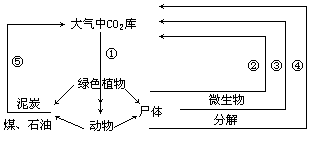 大气中CO₂库
①
⑤
② ③ ④
绿色植物
微生物
泥炭
尸体
煤、石油
动物
分解